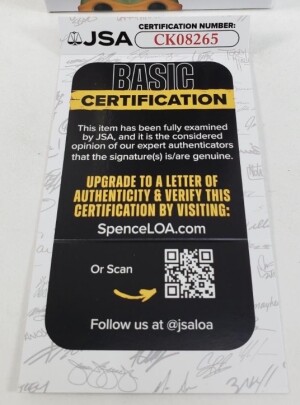 CERTIFICATION NUMBER:
JSA CK08265
BASIC
CERTIFICATION
This item has been fully examined
by JSA, and it is the considered
opinion of our expert authenticators
that the signature(s) is/are genuine.
UPGRADE TO A LETTER OF
AUTHENTICITY & VERIFY THIS
CERTIFICATION BY VISITING:
SpenceLOA.com
Or Scan
Follow us at @jsaloa